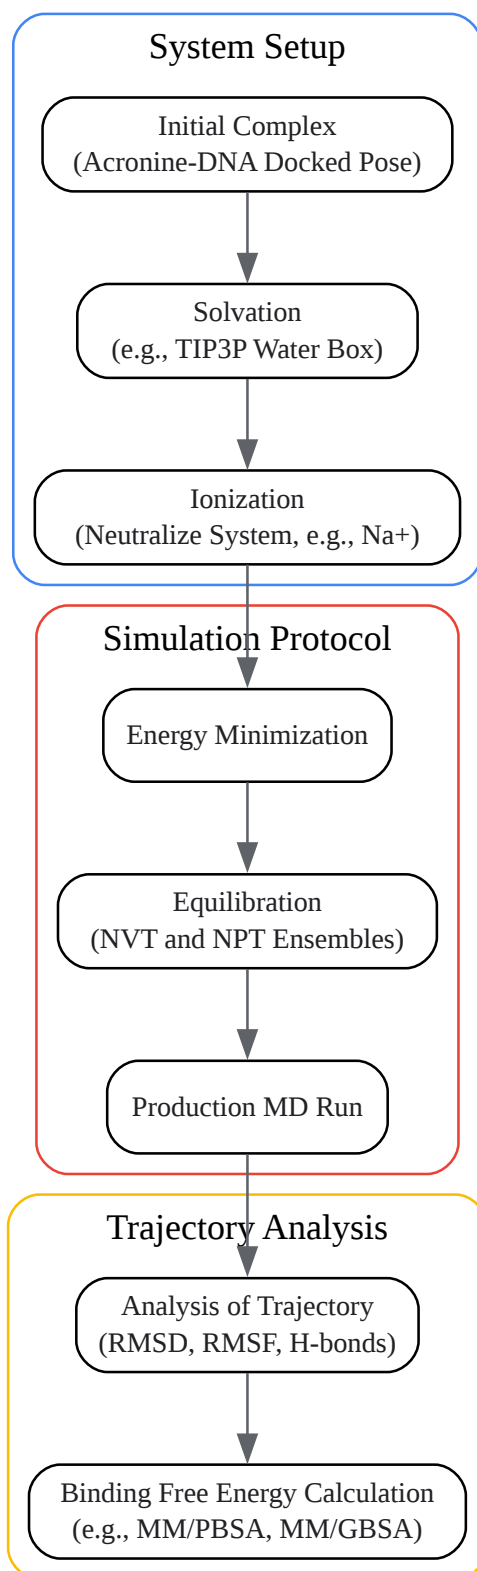 System Setup
Initial Complex
(Acronine-DNA Docked Pose)
Solvation
(e.g., TIP3P Water Box)
Ionization
(Neutralize System, e.g., Na+)
Simulation Protocol
Energy Minimization
Equilibration
(NVT and NPT Ensembles)
Production MD Run
Trajectory Analysis
Analysis of Trajectory
(RMSD, RMSF, H-bonds)
Binding Free Energy Calculation
(e.g., MM/PBSA, MM/GBSA)